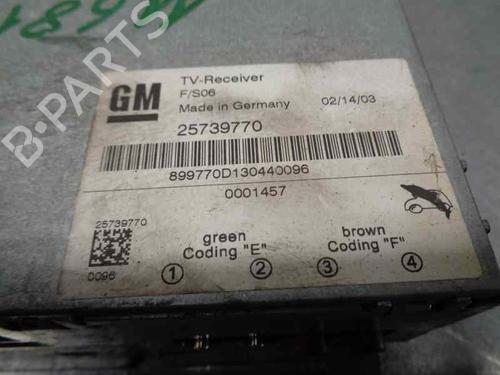 GM
TV-Receiver
F/S06
Made in Germany 02/14/03
25739770
899770D130440096
0001457
25739770
0096
green
Coding "E"
brown
Coding "F"
1 2 3 4